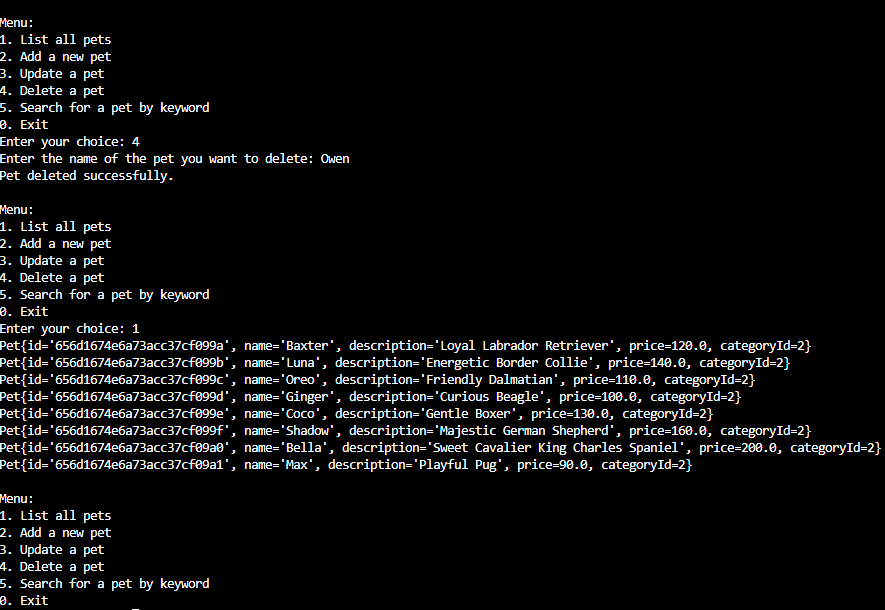 Menu:
1. List all pets
2. Add a new pet
3. Update a pet
4. Delete a pet
5. Search for a pet by keyword
0. Exit
Enter your choice: 4
Enter the name of the pet you want to delete: Owen
Pet deleted successfully.
Menu:
1. List all pets
2. Add a new pet
3. Update a pet
4. Delete a pet
5. Search for a pet by keyword
0. Exit
Enter your choice: 1
Pet{id='656d1674e6a73acc37cf099a', name='Baxter', description='Loyal Labrador Retriever', price=120.0, categoryId=2}
Pet{id='656d1674e6a73acc37cf099b', name='Luna', description='Energetic Border Collie', price=140.0, categoryId=2}
Pet{id='656d1674e6a73acc37cf099c', name='Oreo', description='Friendly Dalmatian', price=110.0, categoryId=2}
Pet{id='656d1674e6a73acc37cf099d', name='Ginger', description='Curious Beagle', price=100.0, categoryId=2}
Pet{id='656d1674e6a73acc37cf099e', name='Coco', description='Gentle Boxer', price=130.0, categoryId=2}
Pet{id='656d1674e6a73acc37cf099f', name='Shadow', description='Majestic German Shepherd', price=160.0, categoryId=2}
Pet{id='656d1674e6a73acc37cf09a0', name='Bella', description='Sweet Cavalier King Charles Spaniel', price=200.0, categoryId=2}
Pet{id='656d1674e6a73acc37cf09a1', name='Max', description='Playful Pug', price=90.0, categoryId=2}
Menu:
1. List all pets
2. Add a new pet
3. Update a pet
4. Delete a pet
5. Search for a pet by keyword
0. Exit